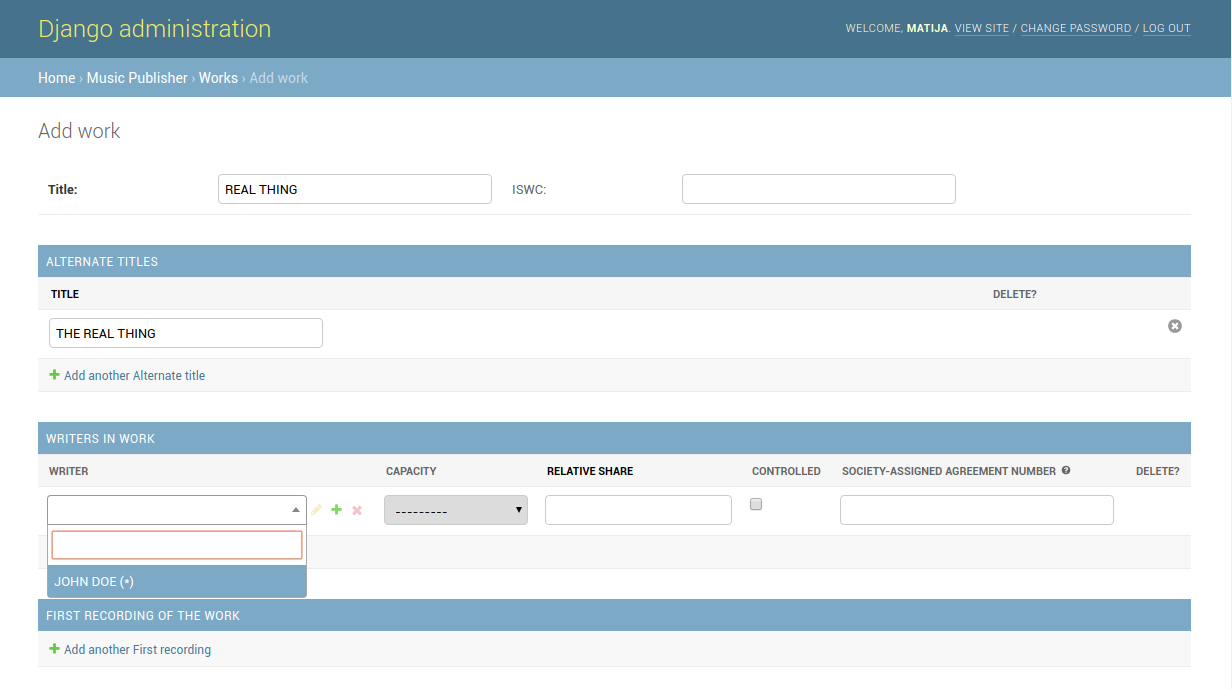 Django administration
WELCOME, MATIJA. VIEW SITE / CHANGE PASSWORD / LOG OUT
Home › Music Publisher › Works › Add work
Add work
Title: REAL THING ISWC:
ALTERNATE TITLES
TITLE DELETE?
THE REAL THING
Add another Alternate title
WRITERS IN WORK
WRITER CAPACITY RELATIVE SHARE CONTROLLED SOCIETY-ASSIGNED AGREEMENT NUMBER ? DELETE?
---------
JOHN DOE (*)
FIRST RECORDING OF THE WORK
Add another First recording